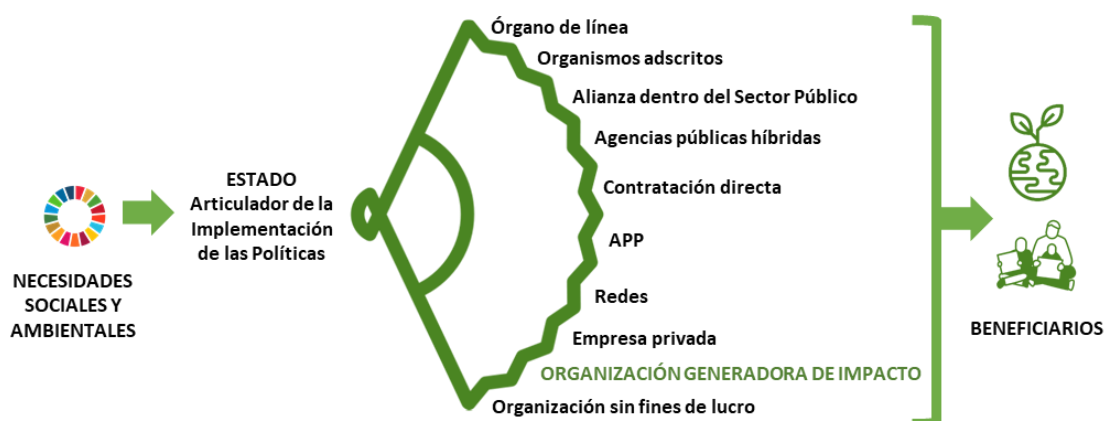 NECESIDADES
SOCIALES Y
AMBIENTALES
ESTADO
Articulador de la
Implementación
de las Políticas
Órgano de línea
Organismos adscritos
Alianza dentro del Sector Público
Agencias públicas híbridas
Contratación directa
APP
Redes
Empresa privada
ORGANIZACIÓN GENERADORA DE IMPACTO
Organización sin fines de lucro
BENEFICIARIOS